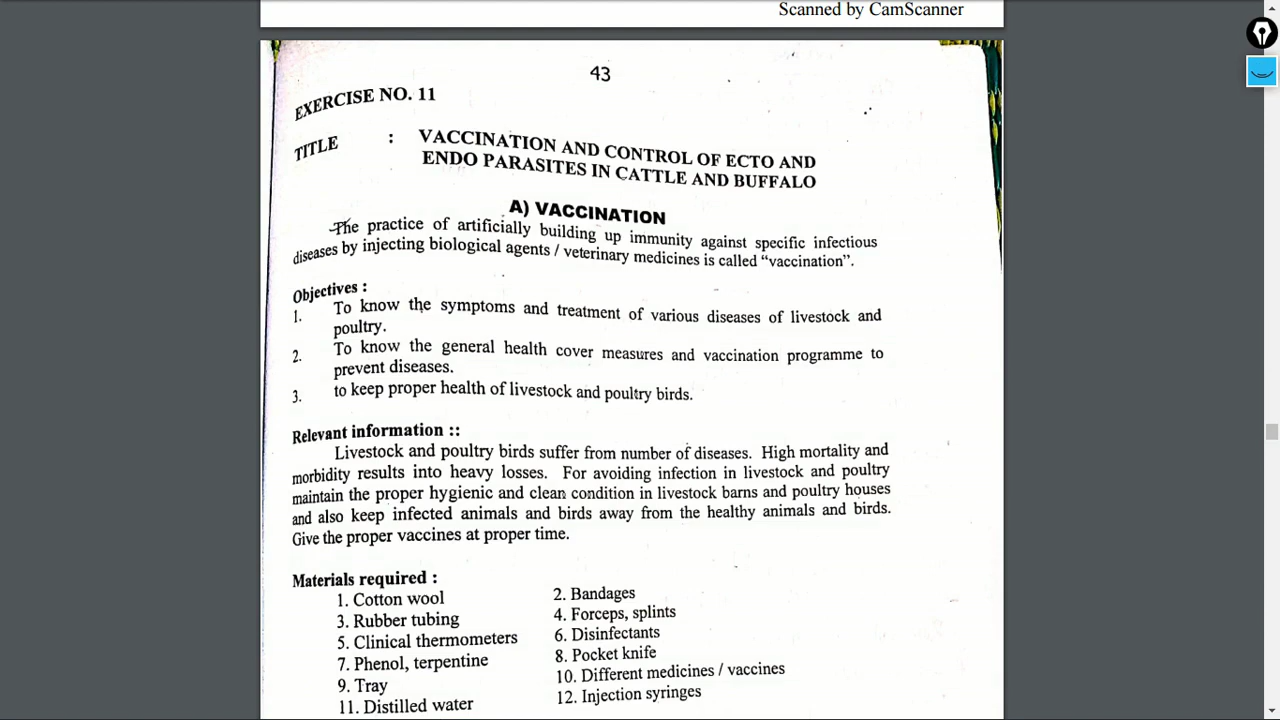 Scanned by CamScanner
43
EXERCISE NO. 11
TITLE : VACCINATION AND CONTROL OF ECTO AND
ENDO PARASITES IN CATTLE AND BUFFALO
A) VACCINATION
The practice of artificially building up immunity against specific infectious
diseases by injecting biological agents / veterinary medicines is called “vaccination”.
Objectives :
1. To know the symptoms and treatment of various diseases of livestock and
poultry.
2. To know the general health cover measures and vaccination programme to
prevent diseases.
3. to keep proper health of livestock and poultry birds.
Relevant information ::
Livestock and poultry birds suffer from number of diseases. High mortality and
morbidity results into heavy losses. For avoiding infection in livestock and poultry
maintain the proper hygienic and clean condition in livestock barns and poultry houses
and also keep infected animals and birds away from the healthy animals and birds.
Give the proper vaccines at proper time.
Materials required :
1. Cotton wool 2. Bandages
3. Rubber tubing 4. Forceps, splints
5. Clinical thermometers 6. Disinfectants
7. Phenol, terpentine 8. Pocket knife
9. Tray 10. Different medicines / vaccines
11. Distilled water 12. Injection syringes